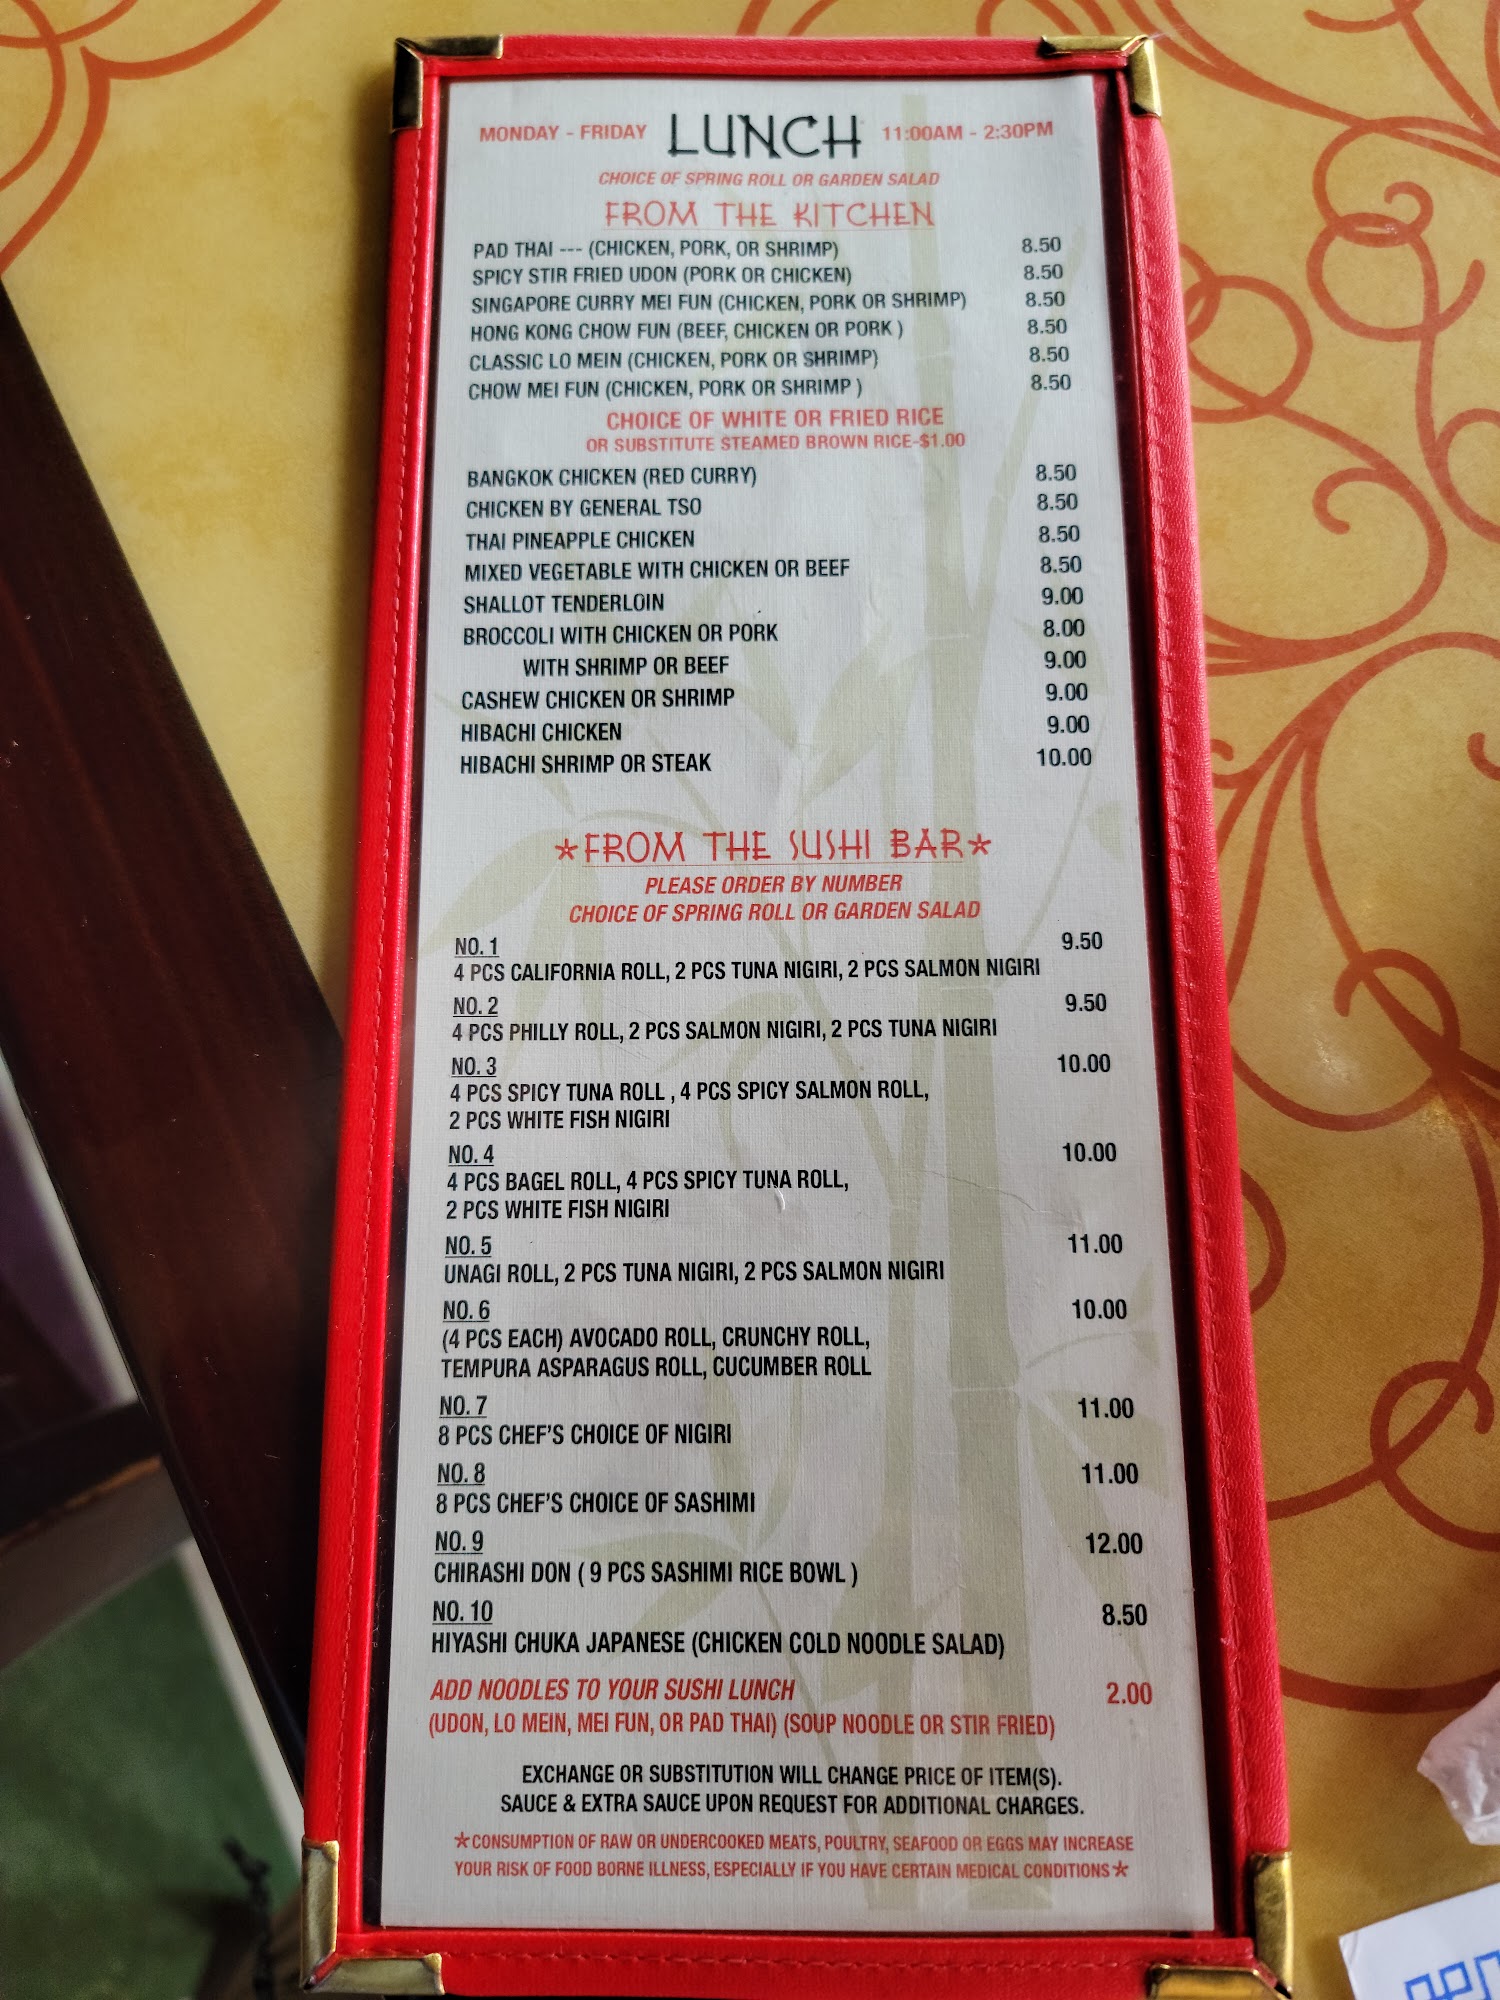 MONDAY - FRIDAY LUNCH 11:00AM - 2:30PM
CHOICE OF SPRING ROLL OR GARDEN SALAD
FROM THE KITCHEN
PAD THAI --- (CHICKEN, PORK, OR SHRIMP) 8.50
SPICY STIR FRIED UDON (PORK OR CHICKEN) 8.50
SINGAPORE CURRY MEI FUN (CHICKEN, PORK OR SHRIMP) 8.50
HONG KONG CHOW FUN (BEEF, CHICKEN OR PORK ) 8.50
CLASSIC LO MEIN (CHICKEN, PORK OR SHRIMP) 8.50
CHOW MEI FUN (CHICKEN, PORK OR SHRIMP ) 8.50
CHOICE OF WHITE OR FRIED RICE
OR SUBSTITUTE STEAMED BROWN RICE-$1.00
BANGKOK CHICKEN (RED CURRY) 8.50
CHICKEN BY GENERAL TSO 8.50
THAI PINEAPPLE CHICKEN 8.50
MIXED VEGETABLE WITH CHICKEN OR BEEF 8.50
SHALLOT TENDERLOIN 9.00
BROCCOLI WITH CHICKEN OR PORK 8.00
WITH SHRIMP OR BEEF 9.00
CASHEW CHICKEN OR SHRIMP 9.00
HIBACHI CHICKEN 9.00
HIBACHI SHRIMP OR STEAK 10.00
*FROM THE SUSHI BAR*
PLEASE ORDER BY NUMBER
CHOICE OF SPRING ROLL OR GARDEN SALAD
NO. 1 9.50
4 PCS CALIFORNIA ROLL, 2 PCS TUNA NIGIRI, 2 PCS SALMON NIGIRI
NO. 2 9.50
4 PCS PHILLY ROLL, 2 PCS SALMON NIGIRI, 2 PCS TUNA NIGIRI
NO. 3 10.00
4 PCS SPICY TUNA ROLL , 4 PCS SPICY SALMON ROLL,
2 PCS WHITE FISH NIGIRI
NO. 4 10.00
4 PCS BAGEL ROLL, 4 PCS SPICY TUNA ROLL,
2 PCS WHITE FISH NIGIRI
NO. 5 11.00
UNAGI ROLL, 2 PCS TUNA NIGIRI, 2 PCS SALMON NIGIRI
NO. 6 10.00
(4 PCS EACH) AVOCADO ROLL, CRUNCHY ROLL,
TEMPURA ASPARAGUS ROLL, CUCUMBER ROLL
NO. 7 11.00
8 PCS CHEF'S CHOICE OF NIGIRI
NO. 8 11.00
8 PCS CHEF'S CHOICE OF SASHIMI
NO. 9 12.00
CHIRASHI DON ( 9 PCS SASHIMI RICE BOWL )
NO. 10 8.50
HIYASHI CHUKA JAPANESE (CHICKEN COLD NOODLE SALAD)
ADD NOODLES TO YOUR SUSHI LUNCH 2.00
(UDON, LO MEIN, MEI FUN, OR PAD THAI) (SOUP NOODLE OR STIR FRIED)
EXCHANGE OR SUBSTITUTION WILL CHANGE PRICE OF ITEM(S).
SAUCE & EXTRA SAUCE UPON REQUEST FOR ADDITIONAL CHARGES.
*CONSUMPTION OF RAW OR UNDERCOOKED MEATS, POULTRY, SEAFOOD OR EGGS MAY INCREASE
YOUR RISK OF FOOD BORNE ILLNESS, ESPECIALLY IF YOU HAVE CERTAIN MEDICAL CONDITIONS*